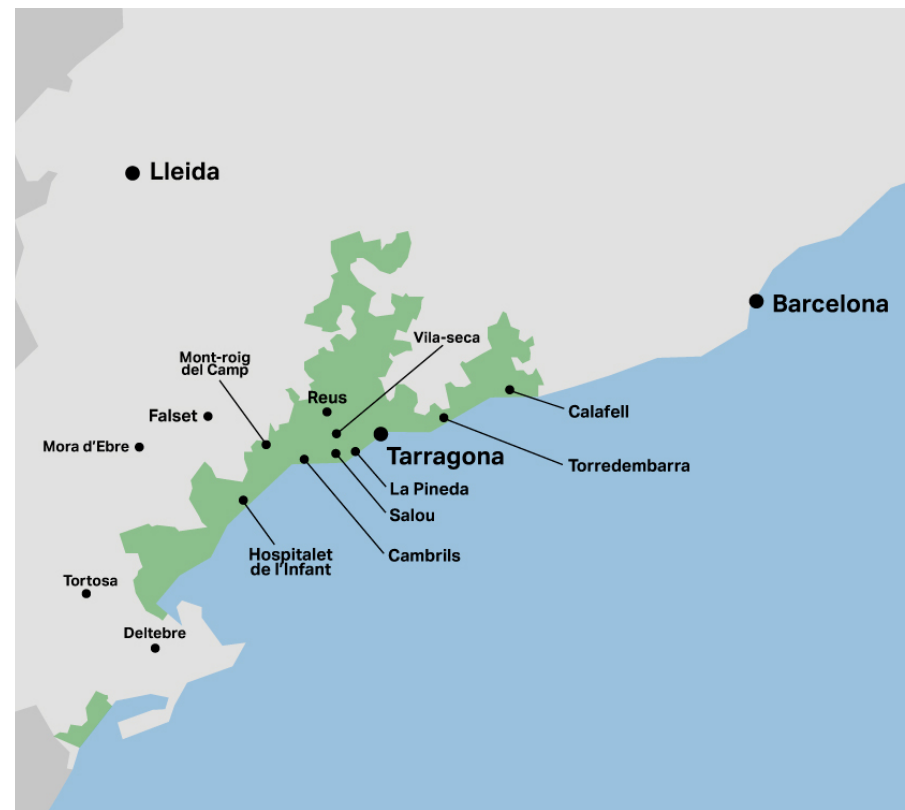 Lleida
Barcelona
Vila-seca
Mont-roig
del Camp
Reus
Calafell
Falset
Mora d'Ebre
Tarragona
Torredembarra
La Pineda
Salou
Hospitalet
de l'Infant
Cambrils
Tortosa
Deltebre